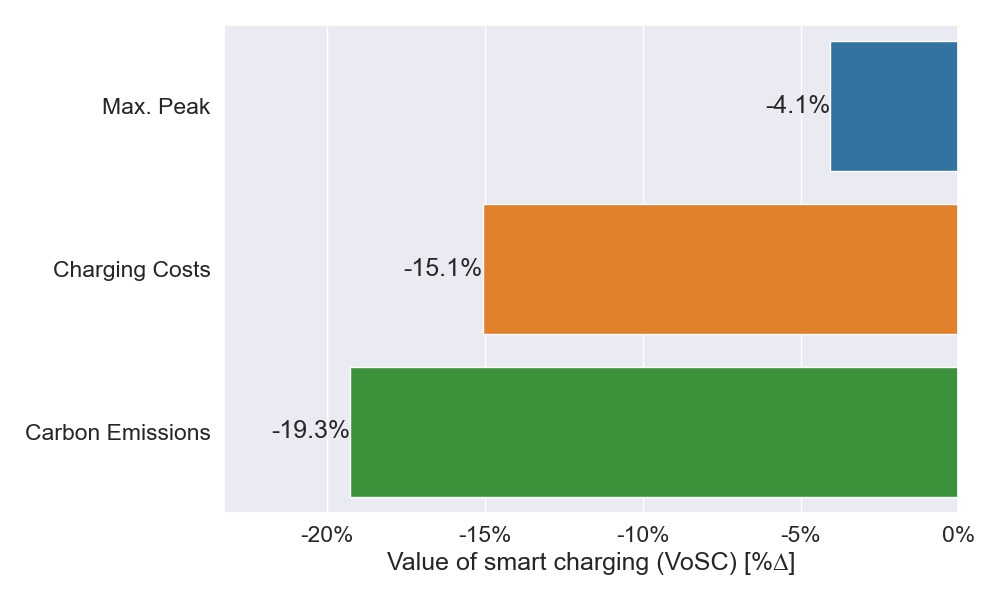 Max. Peak
-4.1%
Charging Costs
-15.1%
Carbon Emissions
-19.3%
-20% -15% -10% -5% 0%
Value of smart charging (VoSC) [%Δ]